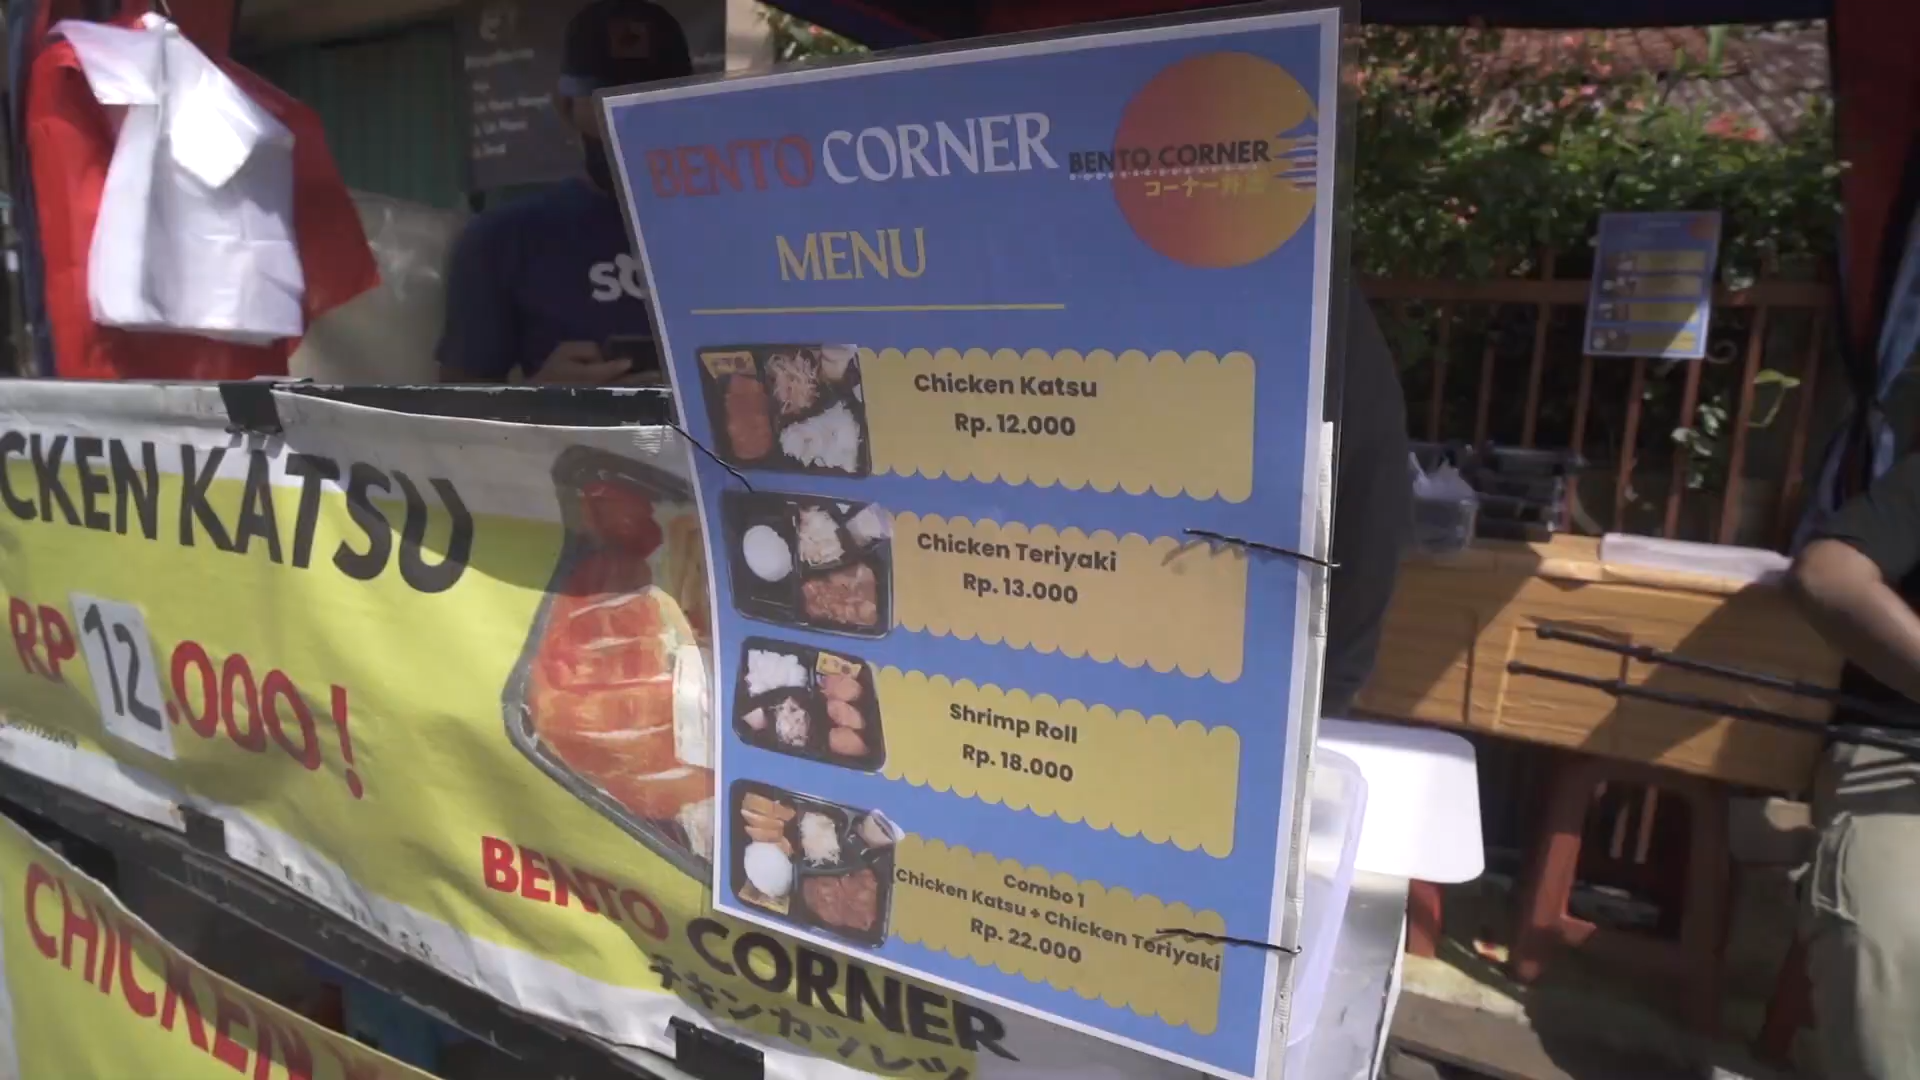 BENTO CORNER
BENTO CORNER
コーナー弁当
MENU
Chicken Katsu
Rp. 12.000
Chicken Teriyaki
Rp. 13.000
Shrimp Roll
Rp. 18.000
Combo 1
Chicken Katsu + Chicken Teriyaki
Rp. 22.000
CKEN KATSU
RP 12.000!
BENTO CORNER
チキンカツレツ
CHICKEN